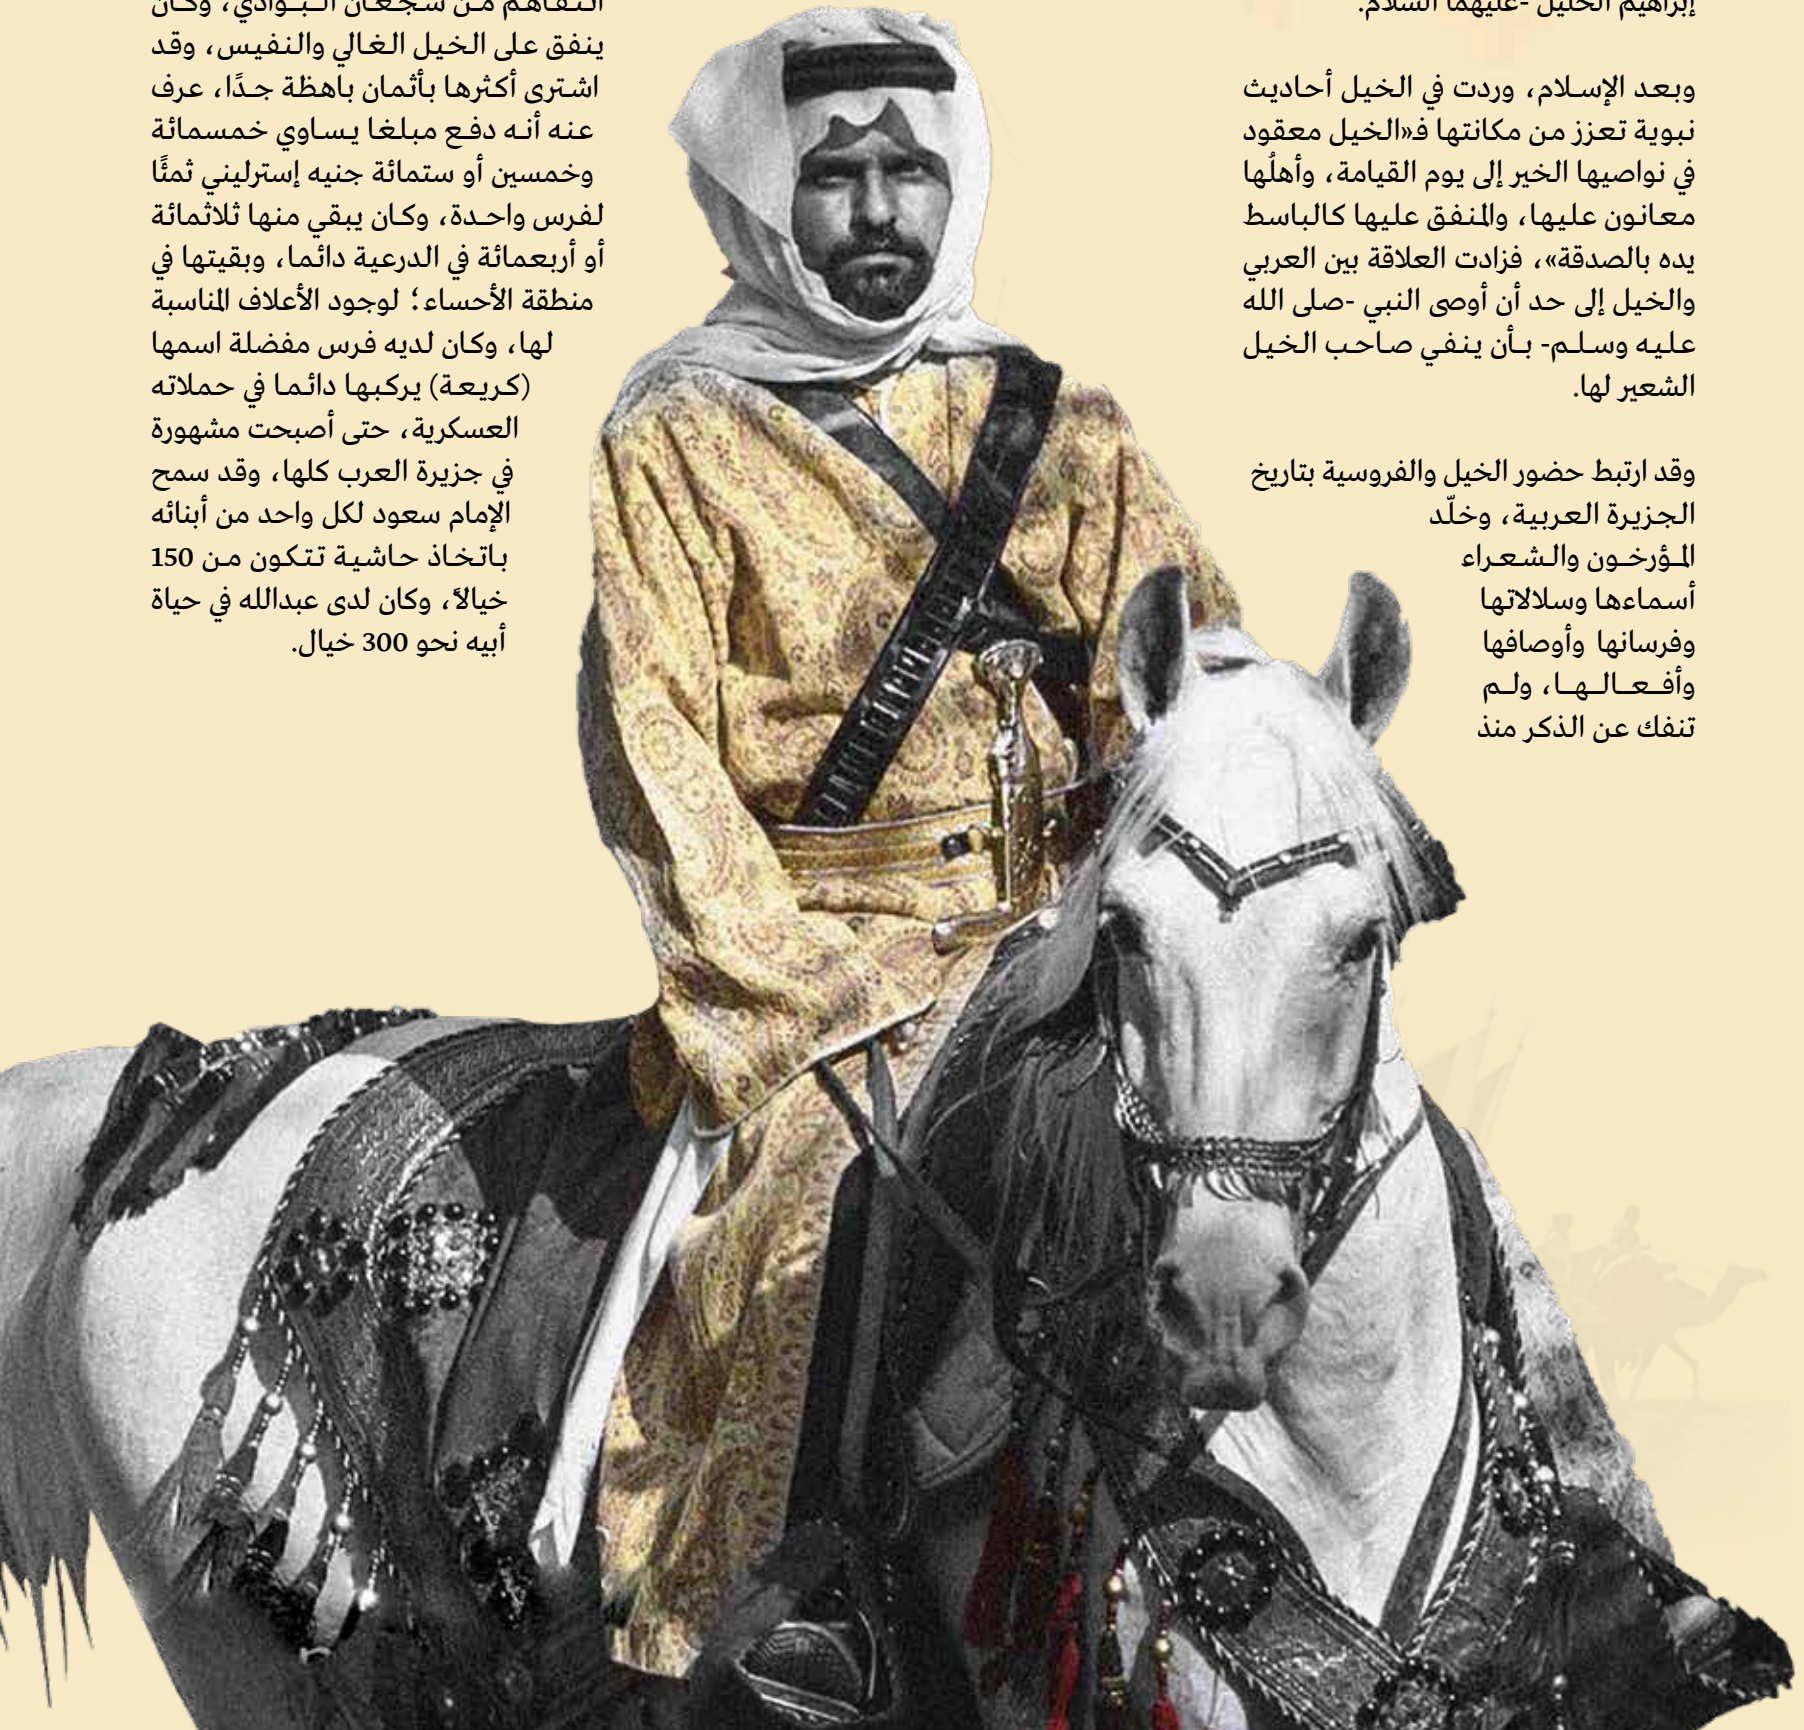 إبراهيم الخليل -عليهما السلام.
وبعد الإسلام، وردت في الخيل أحاديث
نبوية تعزز من مكانتها فـ«الخيل معقود
في نواصيها الخير إلى يوم القيامة، وأهلُها
معانون عليها، والمنفق عليها كالباسط
يده بالصدقة»، فزادت العلاقة بين العربي
والخيل إلى حد أن أوصى النبي -صلى الله
عليه وسلم- بأن ينفي صاحب الخيل
الشعير لها.
وقد ارتبط حضور الخيل والفروسية بتاريخ
الجزيرة العربية، وخلّد
المؤرخون والشعراء
أسماءها وسلالاتها
وفرسانها وأوصافها
وأفعالها، ولم
تنفك عن الذكر منذ
انتقاهم من شجعان البوادي، وكان
ينفق على الخيل الغالي والنفيس، وقد
اشترى أكثرها بأثمان باهظة جدًا، عرف
عنه أنه دفع مبلغا يساوي خمسمائة
وخمسين أو ستمائة جنيه إسترليني ثمنًا
لفرس واحدة، وكان يبقي منها ثلاثمائة
أو أربعمائة في الدرعية دائما، وبقيتها في
منطقة الأحساء؛ لوجود الأعلاف المناسبة
لها، وكان لديه فرس مفضلة اسمها
(كريعة) يركبها دائما في حملاته
العسكرية، حتى أصبحت مشهورة
في جزيرة العرب كلها، وقد سمح
الإمام سعود لكل واحد من أبنائه
باتخاذ حاشية تتكون من 150
خيالاً، وكان لدى عبدالله في حياة
أبيه نحو 300 خيال.